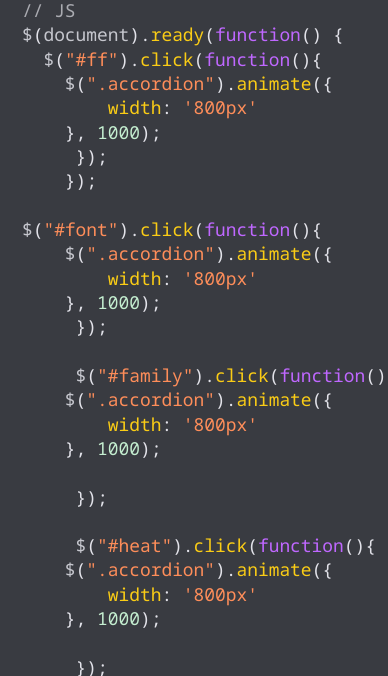 // JS
$(document).ready(function() {
$("#ff").click(function(){
$(".accordion").animate({
width: '800px'
}, 1000);
});
});
$("#font").click(function(){
$(".accordion").animate({
width: '800px'
}, 1000);
});
$("#family").click(function()
$(".accordion").animate({
width: '800px'
}, 1000);
});
$("#heat").click(function(){
$(".accordion").animate({
width: '800px'
}, 1000);
});